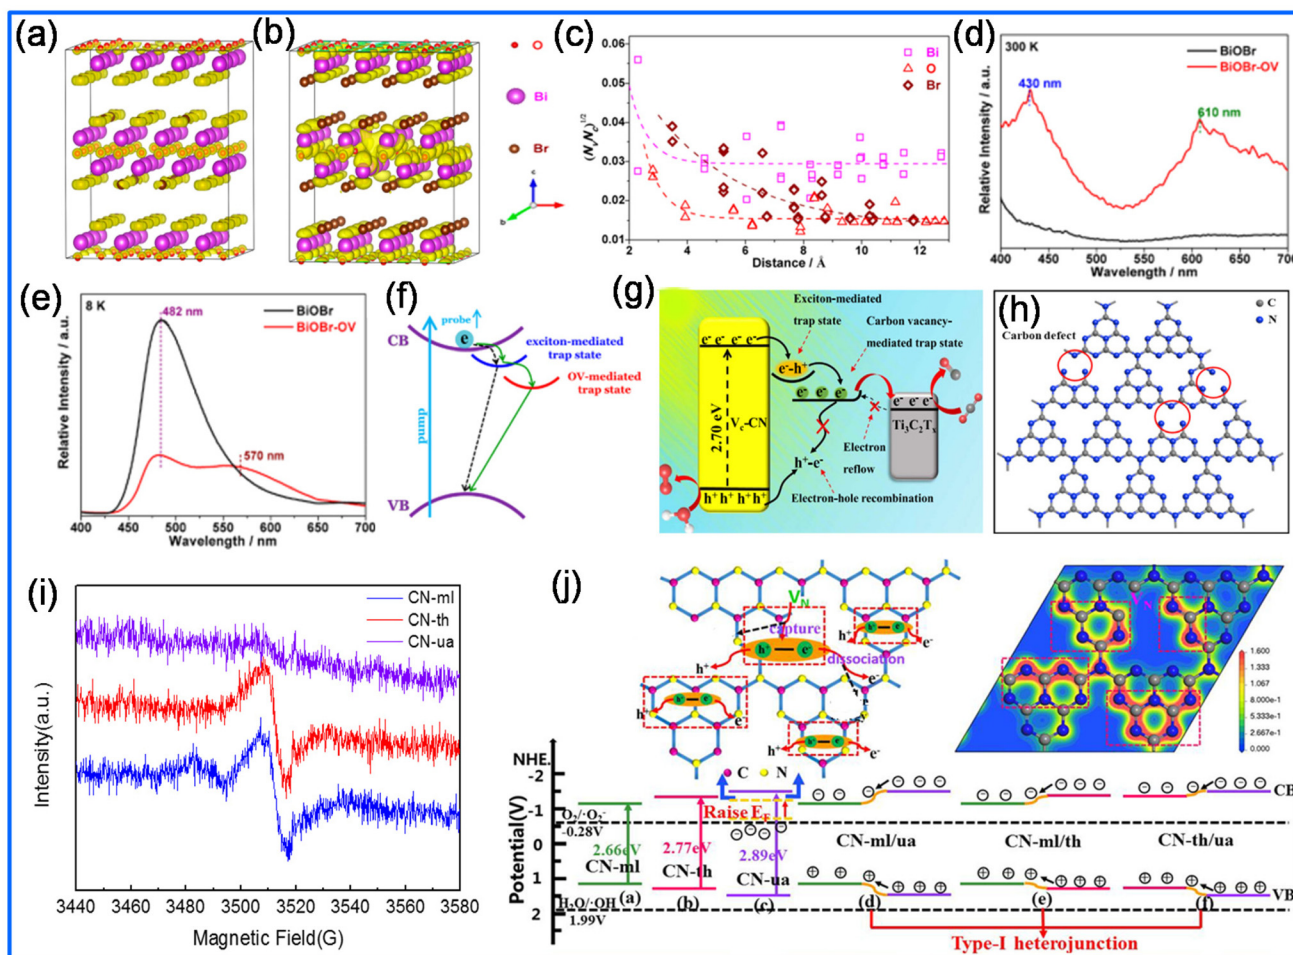 (a)
(b)
O
Bi
Br
c
b
(c)
(Nv/Nc)^1/2
0.06
0.05
0.04
0.03
0.02
0.01
2 4 6 8 10 12
Distance / Å
Bi
O
Br
(d)
300 K
BiOBr
BiOBr-OV
430 nm
610 nm
Relative Intensity / a.u.
400 450 500 550 600 650 700
Wavelength / nm
(e)
8 K
482 nm
BiOBr
BiOBr-OV
570 nm
Relative Intensity / a.u.
400 450 500 550 600 650 700
Wavelength / nm
(f)
probe
e
CB
exciton-mediated
trap state
OV-mediated
trap state
pump
VB
(g)
Exciton-mediated
trap state
Carbon vacancy-
mediated trap state
e- e- e- e-
e--h+
e- e- e-
e- e- e-
2.70 eV
Vc-CN
Ti3C2Tx
Electron
reflow
h+-e-
h+ h+ h+ h+
Electron-hole recombination
(h)
C
N
Carbon defect
(i)
CN-ml
CN-th
CN-ua
Intensity(a.u.)
3440 3460 3480 3500 3520 3540 3560 3580
Magnetic Field(G)
(j)
VN
capture
h+ e-
h+ e-
dissociation
h+
e-
h+ e-
h+ e-
h+ e-
h+ e-
h+ e-
C N
VN
1.600
1.333
1.067
8.000e-1
5.333e-1
2.667e-1
0.000
NHE.
Potential(V)
-2
-1
0
1
2
O2/·O2-
-0.28V
H2O/·OH
1.99V
Raise EF
2.66eV
CN-ml
(a)
2.77eV
CN-th
(b)
2.89eV
CN-ua
(c)
CN-ml/ua
(d)
CN-ml/th
(e)
CN-th/ua
(f)
CB
VB
Type-I heterojunction